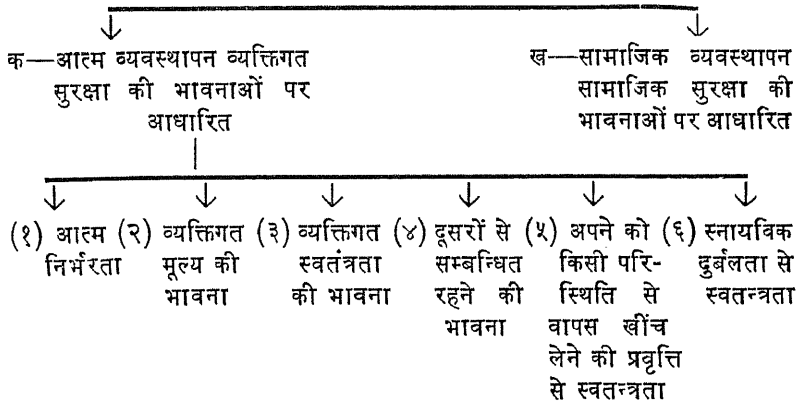 क—आत्म व्यवस्थापन व्यक्तिगत
सुरक्षा की भावनाओं पर
आधारित
ख—सामाजिक व्यवस्थापन
सामाजिक सुरक्षा की
भावनाओं पर आधारित
(१) आत्म
निर्भरता
(२) व्यक्तिगत
मूल्य की
भावना
(३) व्यक्तिगत
स्वतंत्रता
की भावना
(४) दूसरों से
सम्बन्धित
रहने की
भावना
(५) अपने को
किसी परि-
स्थिति से
वापस खींच
लेने की प्रवृत्ति
से स्वतन्त्रता
(६) स्नायविक
दुर्बलता से
स्वतन्त्रता